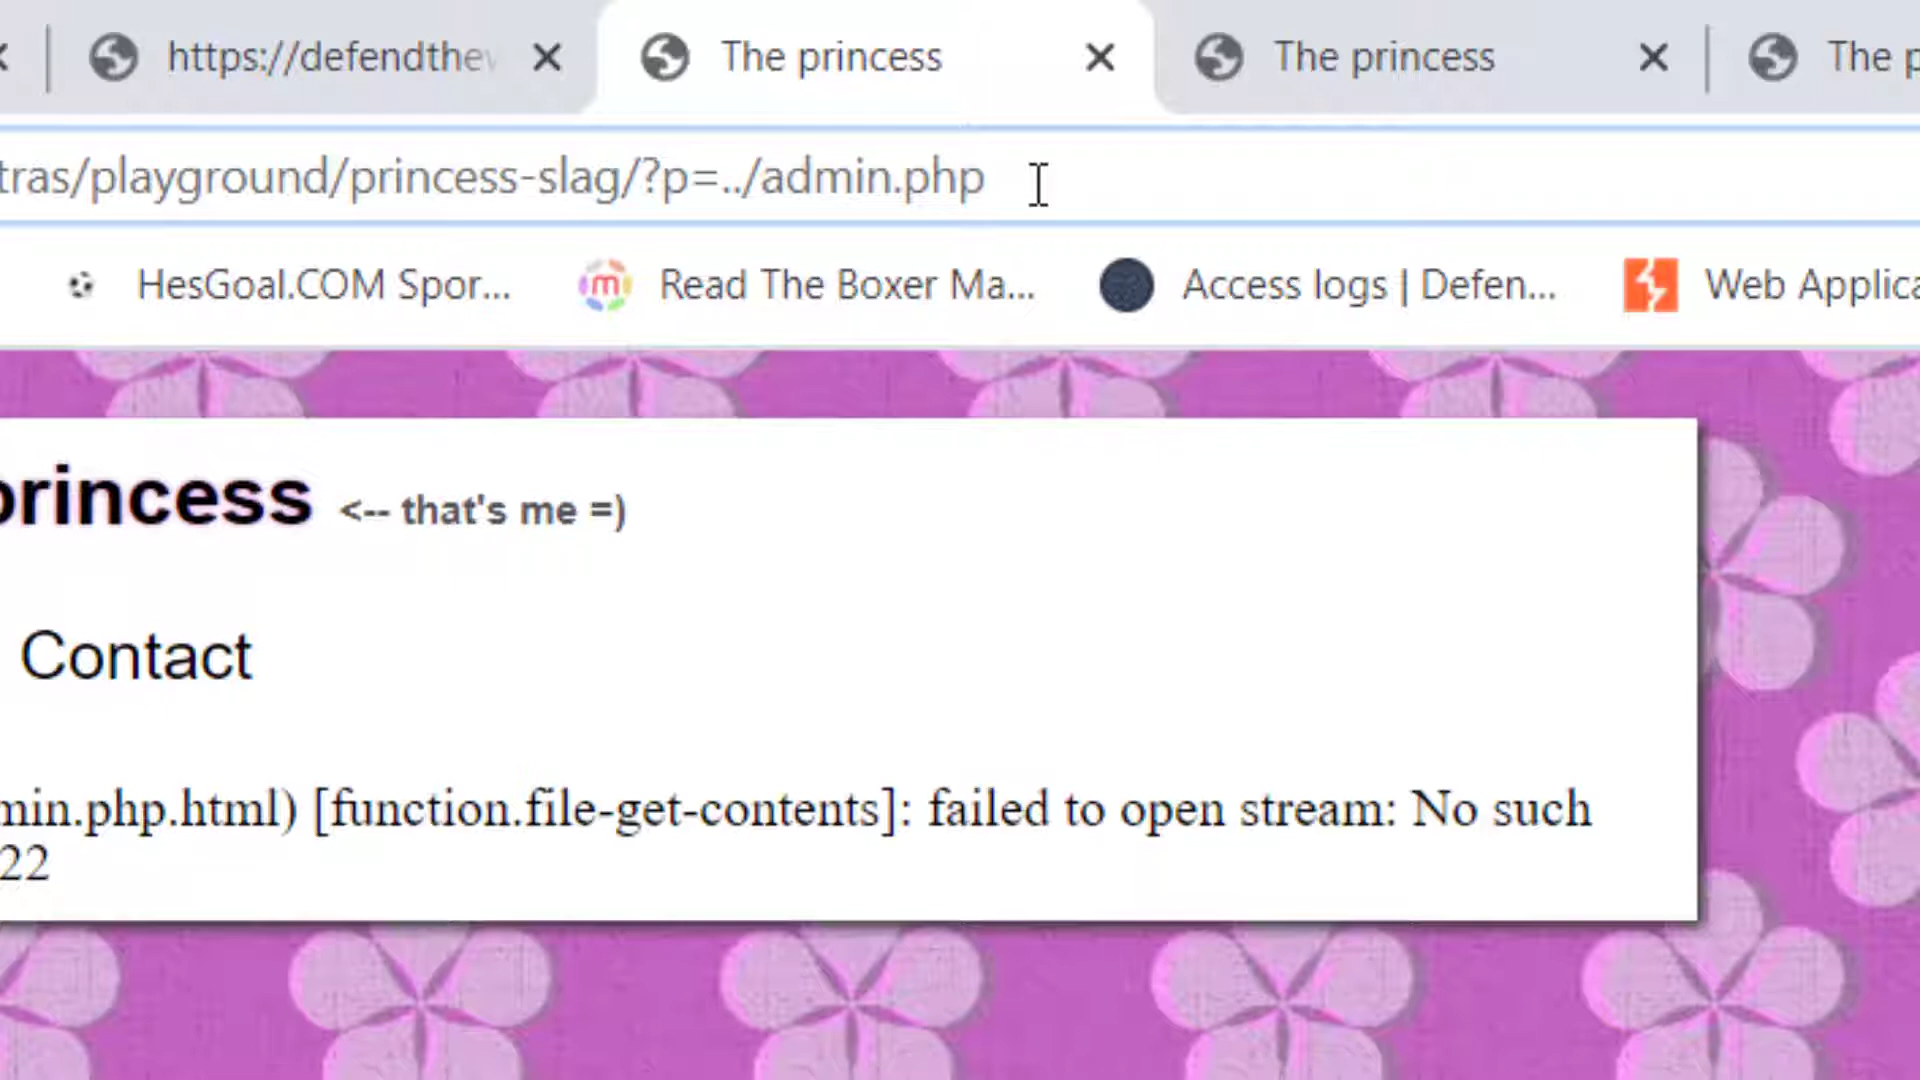 https://defendthe
The princess
The princess
The p
tras/playground/princess-slag/?p=../admin.php
HesGoal.COM Spor...
Read The Boxer Ma...
Access logs | Defen...
Web Applica
princess <-- that's me =)
Contact
min.php.html) [function.file-get-contents]: failed to open stream: No such
22